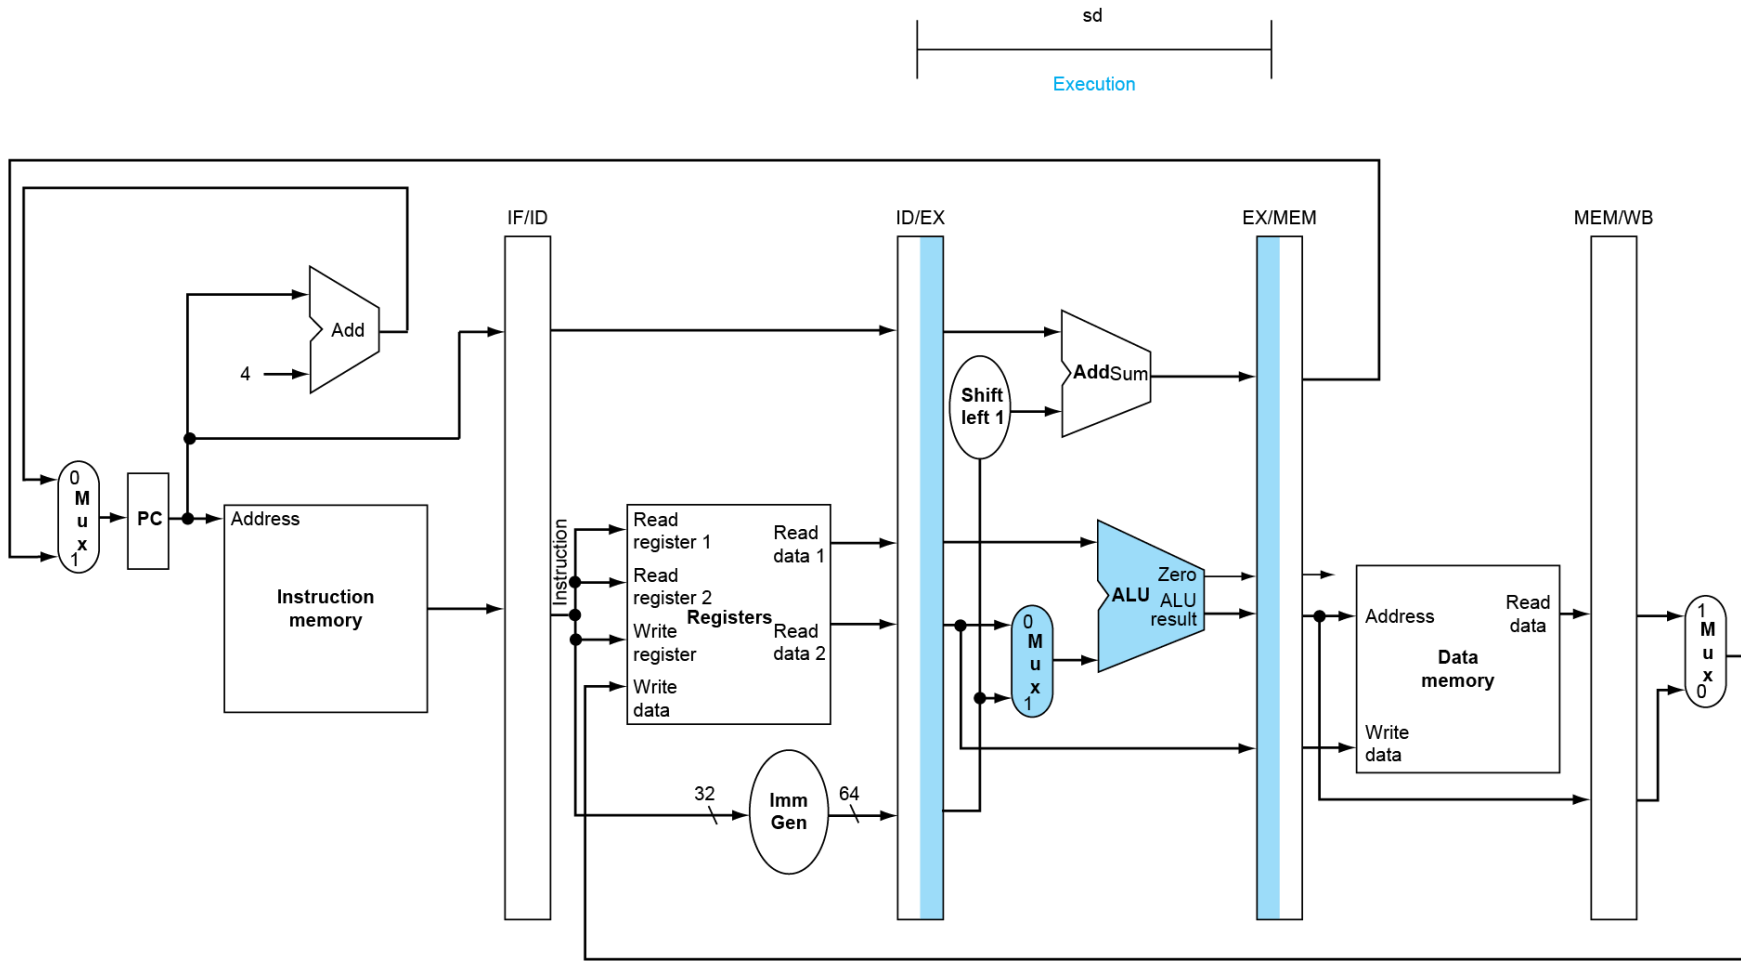 sd
Execution
IF/ID
ID/EX
EX/MEM
MEM/WB
Add
4
Shift
left 1
Add Sum
0
M
u
x
1
PC
Address
Instruction
memory
Instruction
Read
register 1
Read
register 2
Write
register
Write
data
Registers
Read
data 1
Read
data 2
32
Imm
Gen
64
0
M
u
x
1
Zero
ALU
ALU
result
Address
Read
data
Data
memory
Write
data
1
M
u
x
0